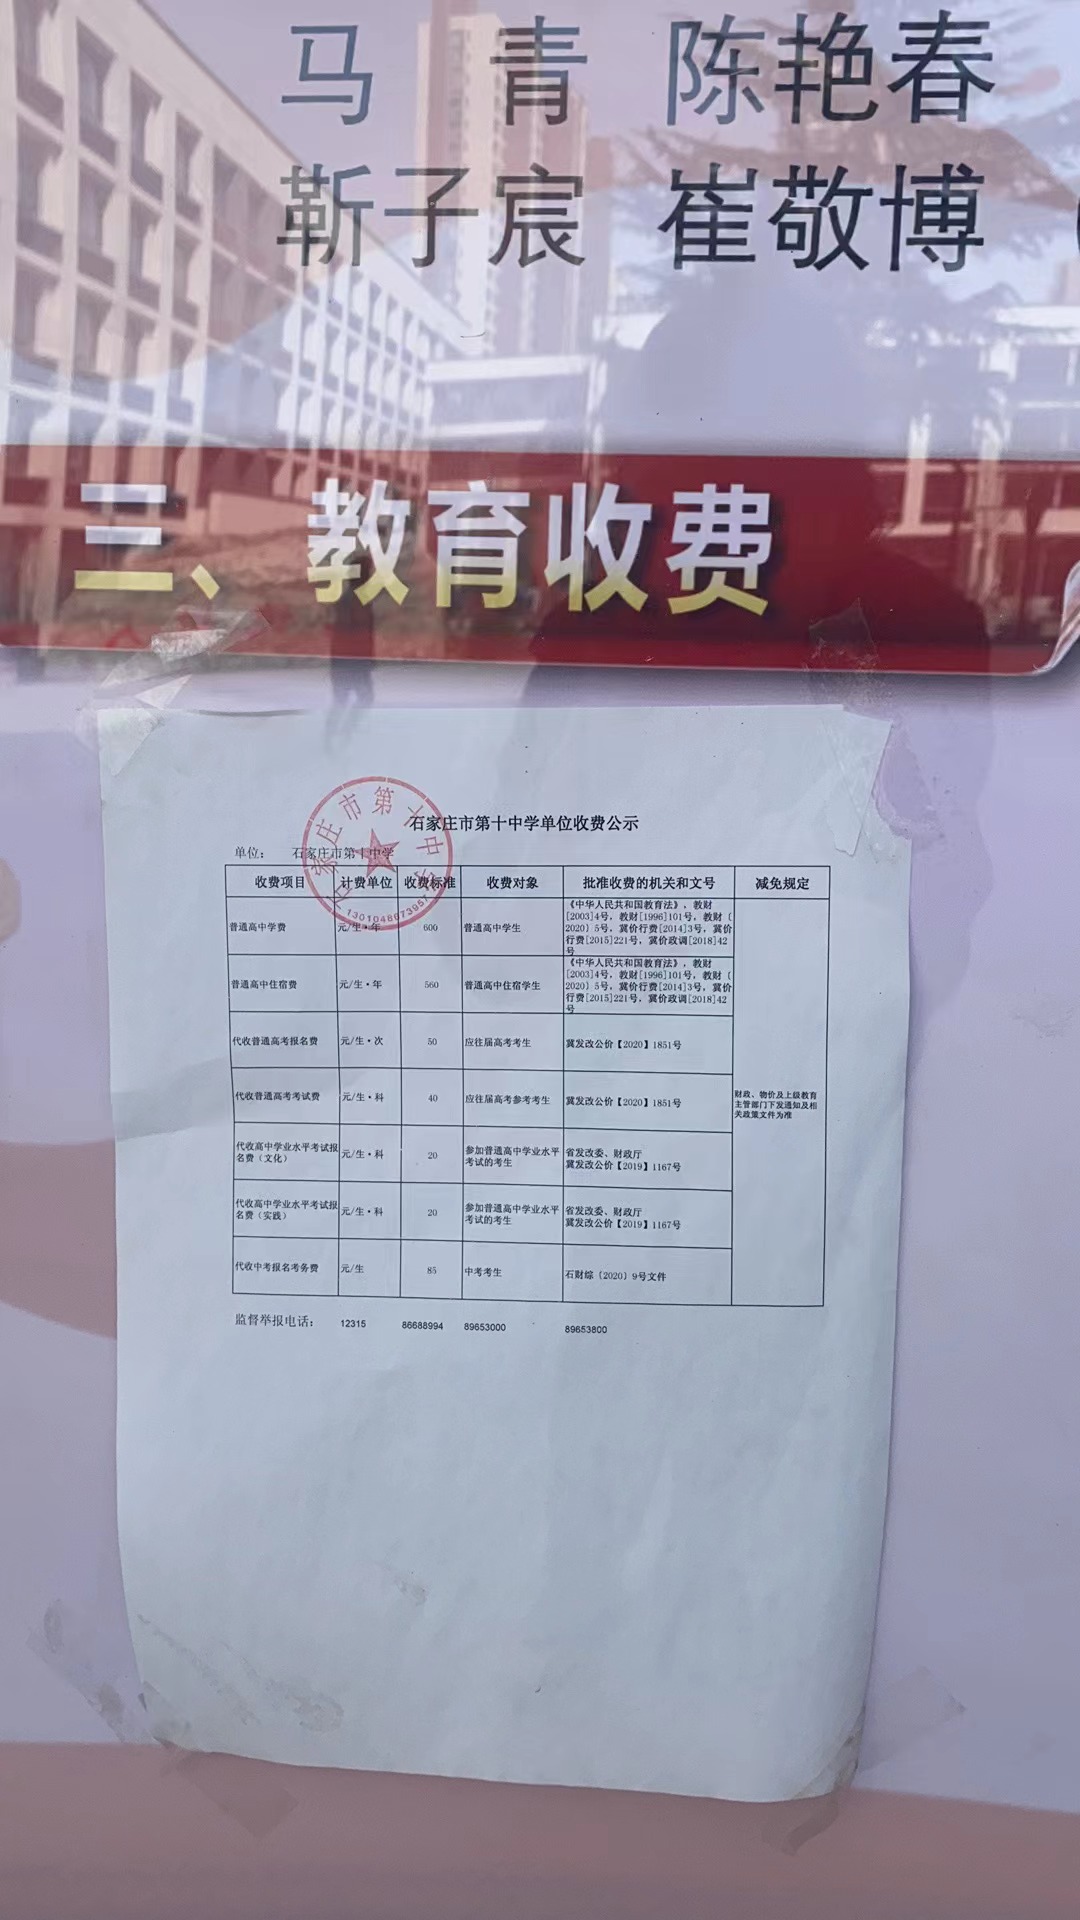 马 青 陈艳春
靳子宸 崔敬博
三、教育收费
石家庄市第十中学单位收费公示
单位： 石家庄市第十中学
石家庄市第十中学
1301048673957
收费项目 计费单位 收费标准 收费对象 批准收费的机关和文号 减免规定
普通高中学费 元/生·年 600 普通高中学生
《中华人民共和国教育法》，教财
[2003]4号，教财[1996]101号，教财〔
2020〕5号，冀价行费[2014]3号，冀价
行费[2015]221号，冀价政调[2018]42
号
普通高中住宿费 元/生·年 560 普通高中住宿学生
《中华人民共和国教育法》，教财
[2003]4号，教财[1996]101号，教财〔
2020〕5号，冀价行费[2014]3号，冀价
行费[2015]221号，冀价政调[2018]42
号
代收普通高考报名费 元/生·次 50 应往届高考考生 冀发改公价【2020】1851号
代收普通高考考试费 元/生·科 40 应往届高考参考考生 冀发改公价【2020】1851号
财政、物价及上级教育
主管部门下发通知及相
关政策文件为准
代收高中学业水平考试报
名费（文化）
元/生·科 20
参加普通高中学业水平
考试的考生
省发改委、财政厅
冀发改公价【2019】1167号
代收高中学业水平考试报
名费（实践）
元/生·科 20
参加普通高中学业水平
考试的考生
省发改委、财政厅
冀发改公价【2019】1167号
代收中考报名考务费 元/生 85 中考考生 石财综〔2020〕9号文件
监督举报电话： 12315 86688994 89653000 89653800